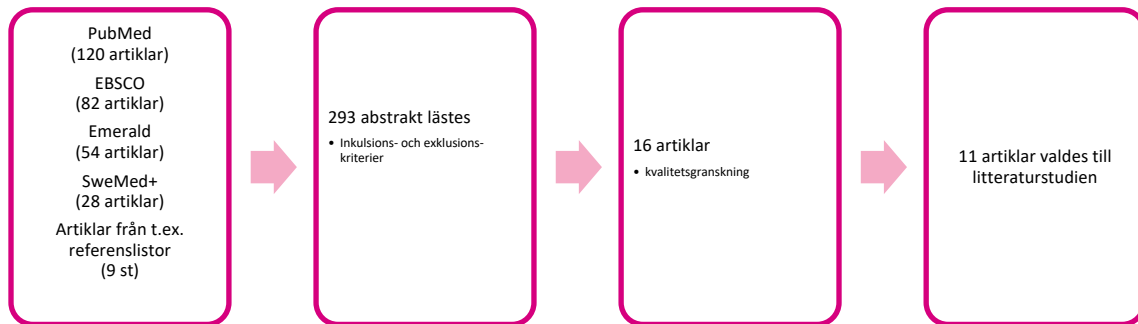 PubMed
(120 artiklar)
EBSCO
(82 artiklar)
Emerald
(54 artiklar)
SweMed+
(28 artiklar)
Artiklar från t.ex.
referenslistor
(9 st)
293 abstrakt lästes
• Inkulsions- och exklusions-
kriterier
16 artiklar
• kvalitetsgranskning
11 artiklar valdes till
litteraturstudien